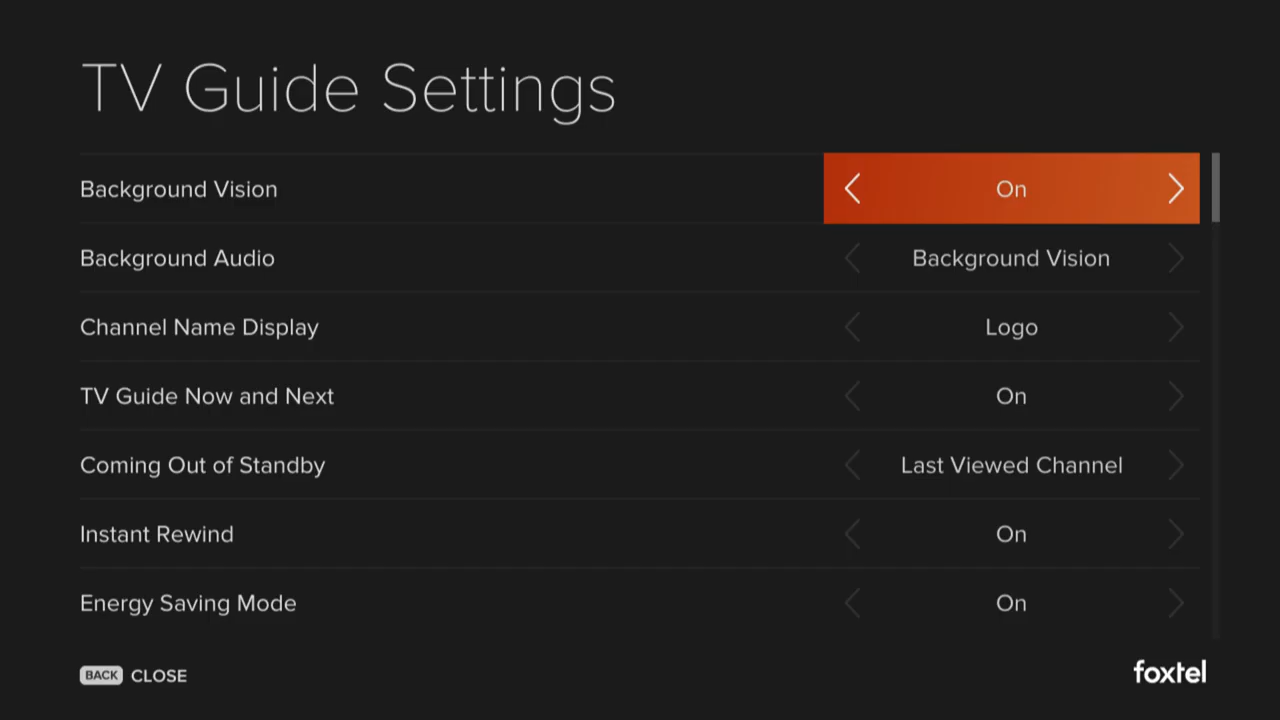 TV Guide Settings
Background Vision On
Background Audio Background Vision
Channel Name Display Logo
TV Guide Now and Next On
Coming Out of Standby Last Viewed Channel
Instant Rewind On
Energy Saving Mode On
BACK CLOSE foxtel